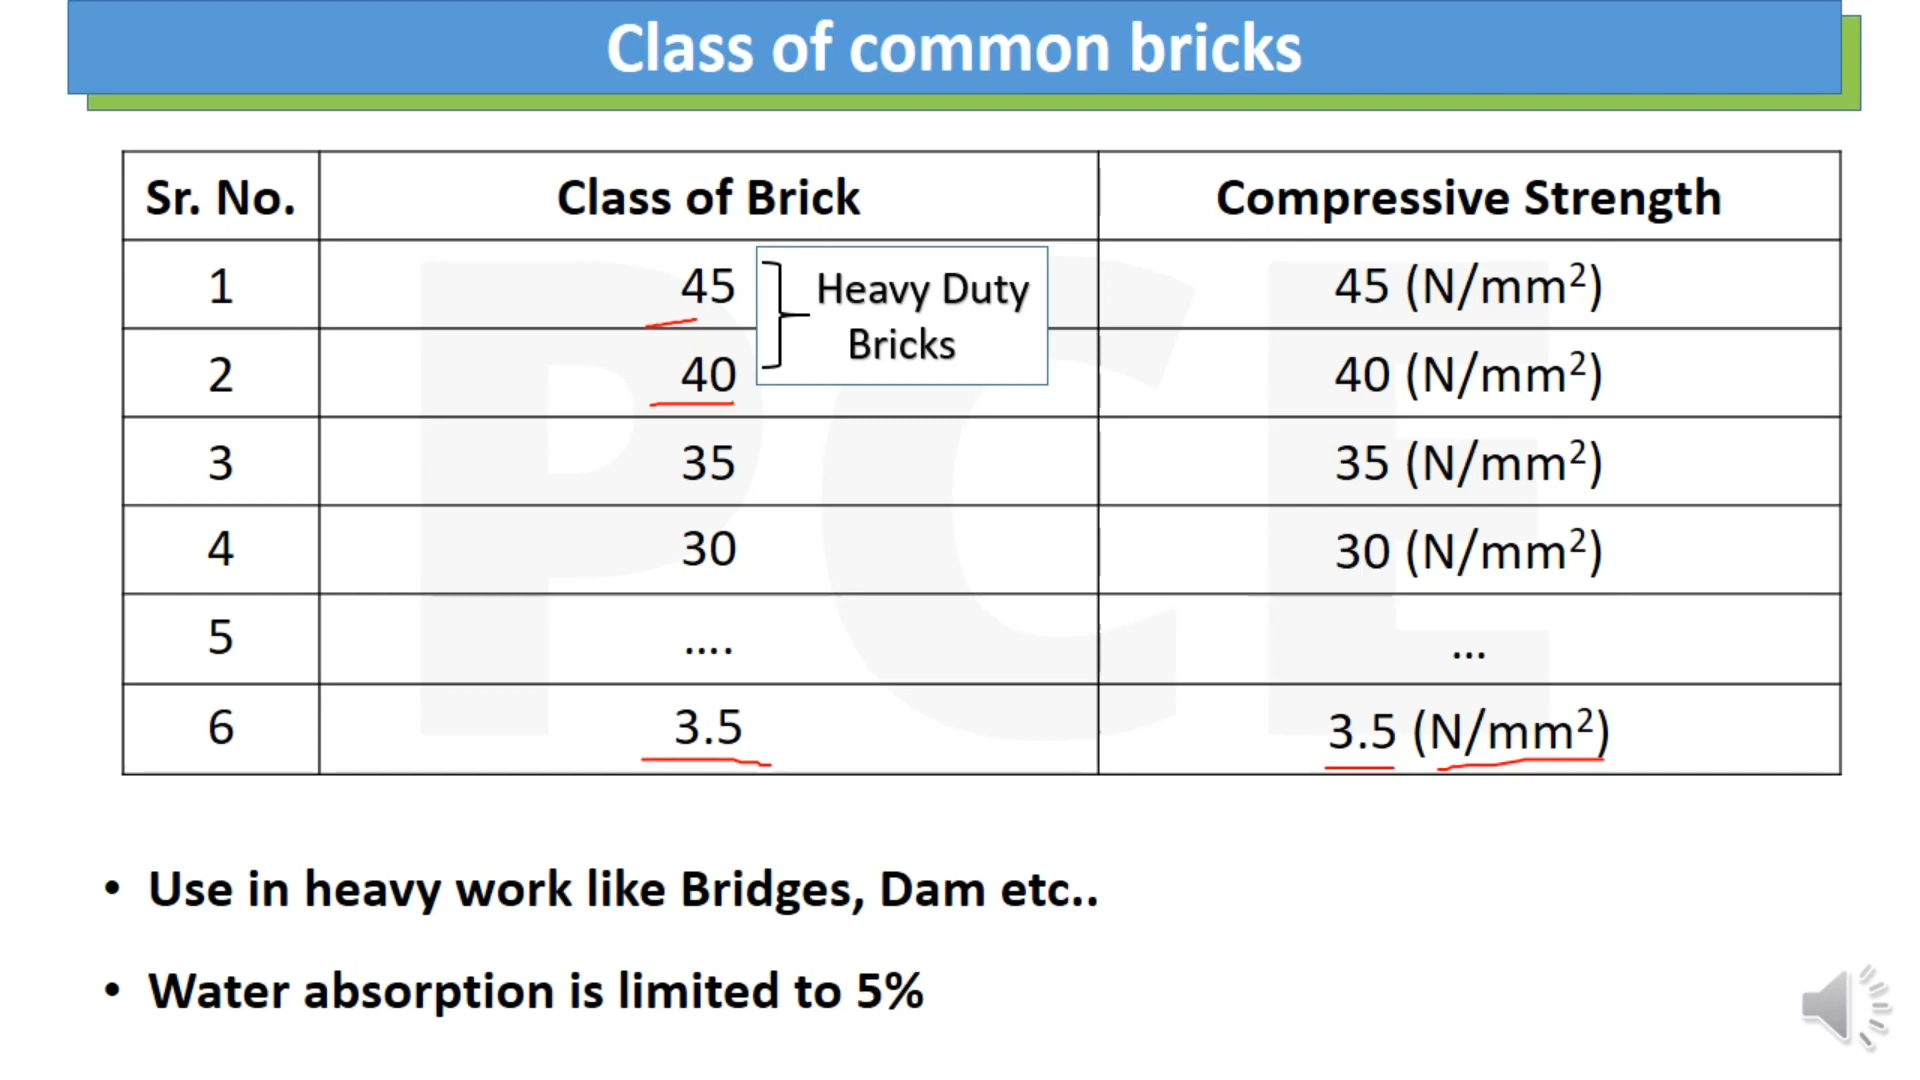 Class of common bricks
Sr. No. Class of Brick Compressive Strength
1 45 Heavy Duty Bricks 45 (N/mm²)
2 40 40 (N/mm²)
3 35 35 (N/mm²)
4 30 30 (N/mm²)
5 .... ...
6 3.5 3.5 (N/mm²)
• Use in heavy work like Bridges, Dam etc..
• Water absorption is limited to 5%
PCE